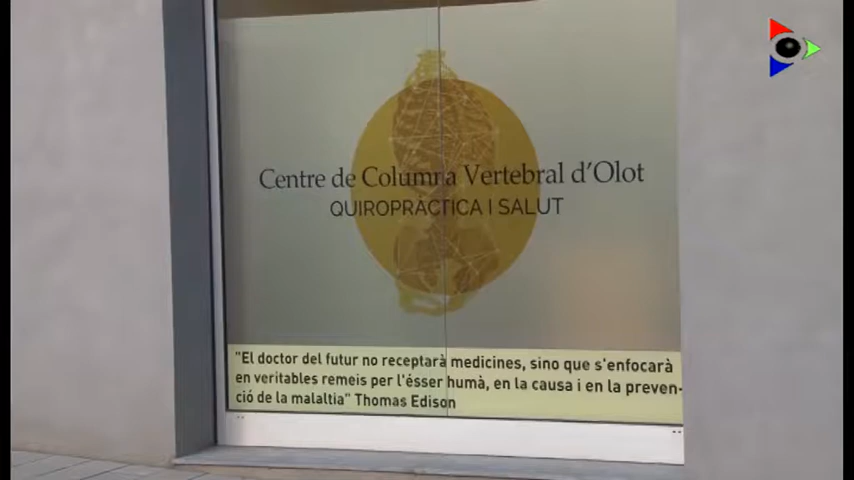 Centre de Columna Vertebral d'Olot
QUIROPRÀCTICA I SALUT
"El doctor del futur no receptarà medicines, sino que s'enfocarà
en veritables remeis per l'ésser humà, en la causa i en la preven-
ció de la malaltia" Thomas Edison